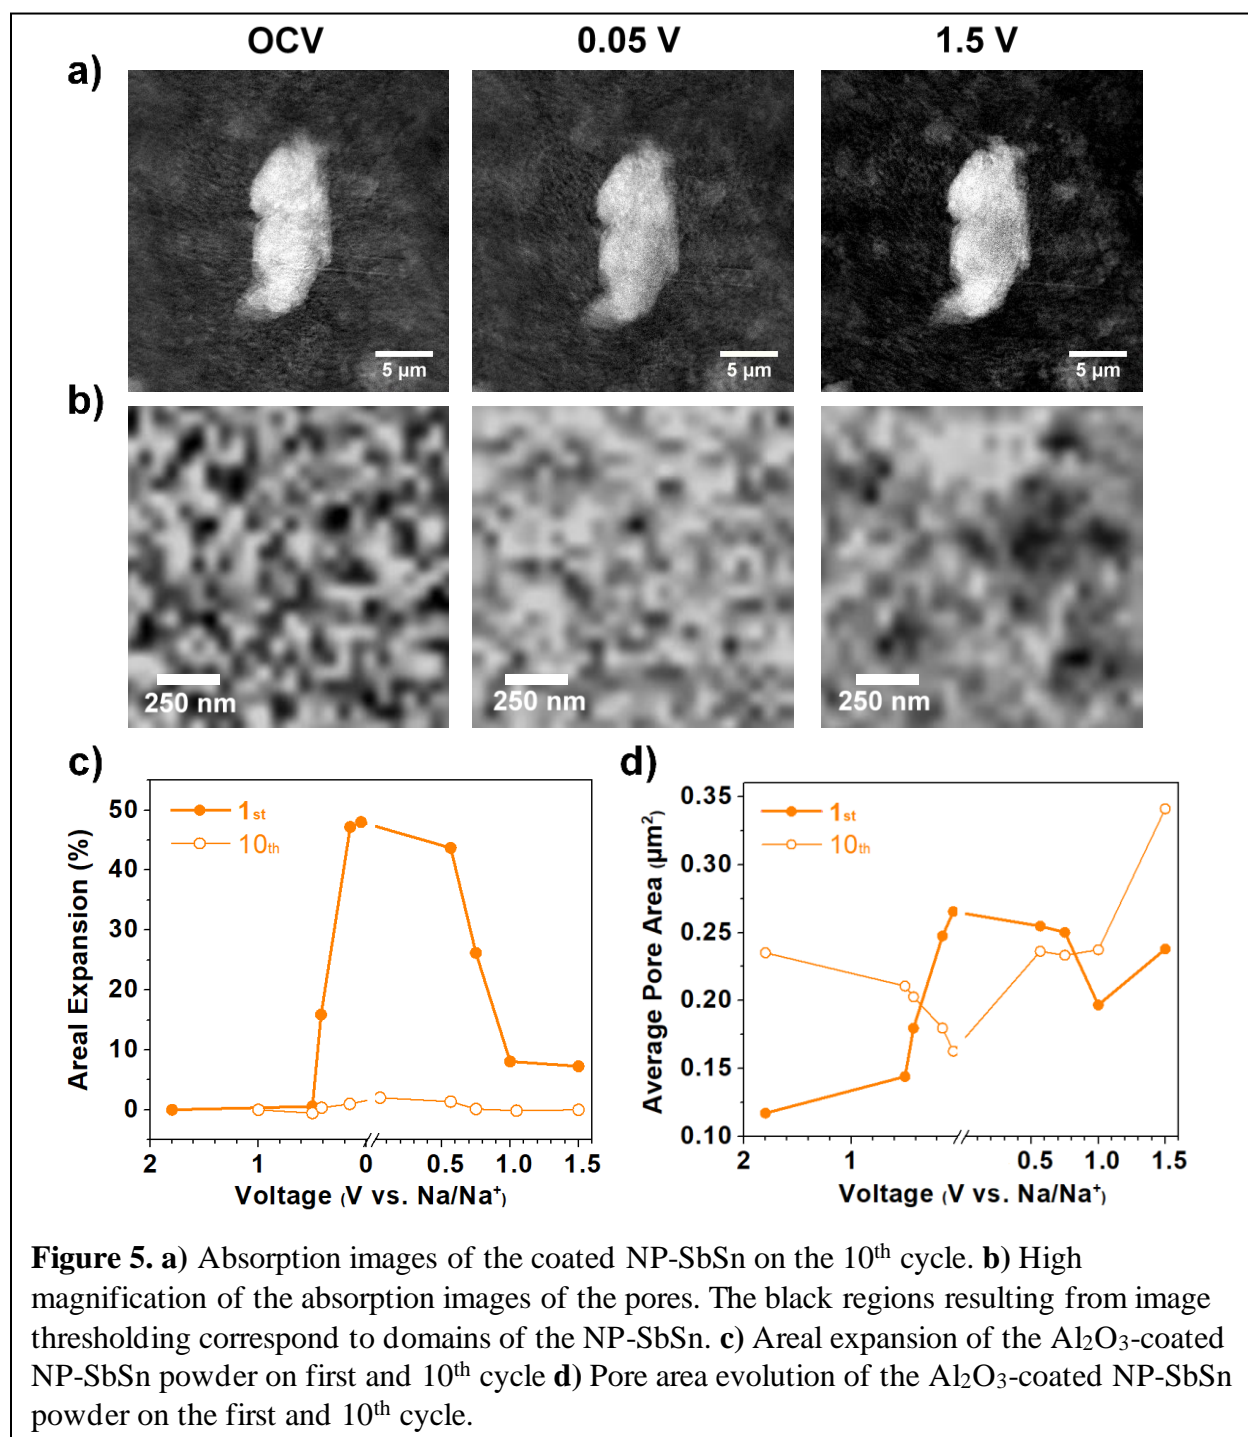 OCV 0.05 V 1.5 V
a)
5 µm 5 µm 5 µm
b)
250 nm 250 nm 250 nm
c)
Areal Expansion (%)
50
40
30
20
10
0
1st
10th
2 1 0 0.5 1.0 1.5
Voltage (V vs. Na/Na⁺)
d)
Average Pore Area (µm²)
0.35
0.30
0.25
0.20
0.15
0.10
1st
10th
2 1 0.5 1.0 1.5
Voltage (V vs. Na/Na⁺)
Figure 5. a) Absorption images of the coated NP-SbSn on the 10th cycle. b) High
magnification of the absorption images of the pores. The black regions resulting from image
thresholding correspond to domains of the NP-SbSn. c) Areal expansion of the Al₂O₃-coated
NP-SbSn powder on first and 10th cycle d) Pore area evolution of the Al₂O₃-coated NP-SbSn
powder on the first and 10th cycle.